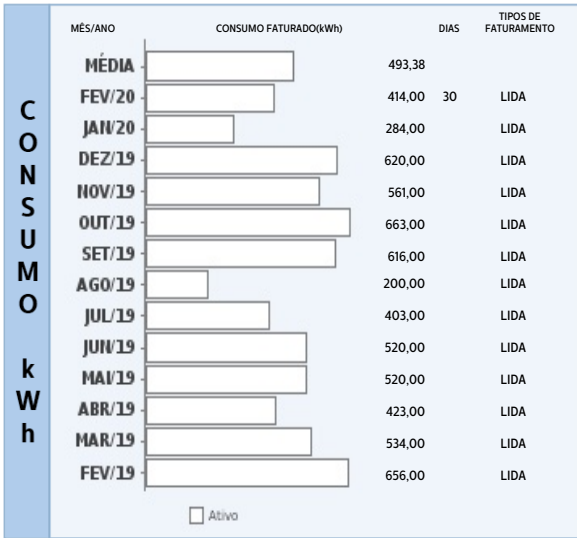 MÊS/ANO CONSUMO FATURADO(kWh) DIAS TIPOS DE FATURAMENTO
CONSUMO kWh
MÉDIA 493,38
FEV/20 414,00 30 LIDA
JAN/20 284,00 LIDA
DEZ/19 620,00 LIDA
NOV/19 561,00 LIDA
OUT/19 663,00 LIDA
SET/19 616,00 LIDA
AGO/19 200,00 LIDA
JUL/19 403,00 LIDA
JUN/19 520,00 LIDA
MAI/19 520,00 LIDA
ABR/19 423,00 LIDA
MAR/19 534,00 LIDA
FEV/19 656,00 LIDA
Ativo